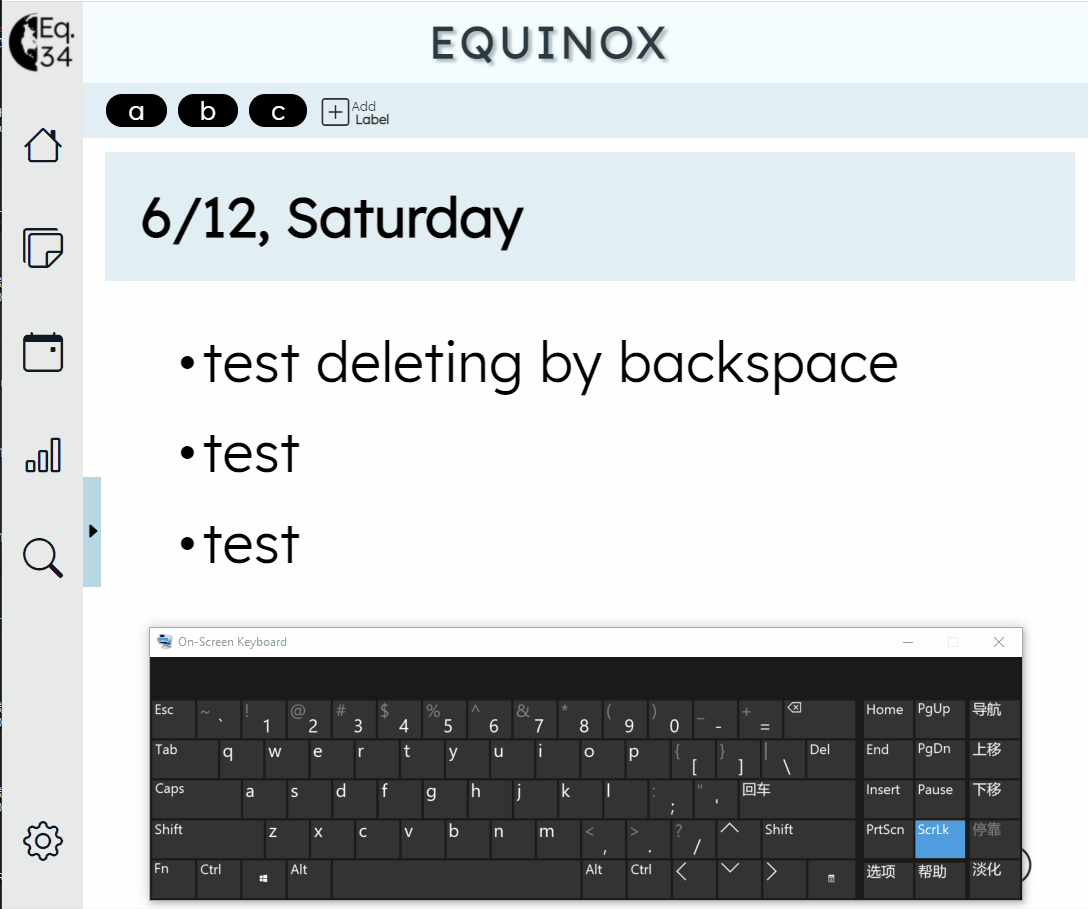 Eq.
34
EQUINOX
a b c Add
Label
6/12, Saturday
•test deleting by backspace
•test
•test
On-Screen Keyboard
Esc ~ ` ! 1 @ 2 # 3 $ 4 % 5 ^ 6 & 7 * 8 ( 9 ) 0 _ - + = Home PgUp 导航
Tab q w e r t y u i o p { [ } ] | \ Del End PgDn 上移
Caps a s d f g h j k l : ; " ' 回车 Insert Pause 下移
Shift z x c v b n m < , > . ? / Shift PrtScn ScrLk 停靠
Fn Ctrl Alt Alt Ctrl 选项 帮助 淡化